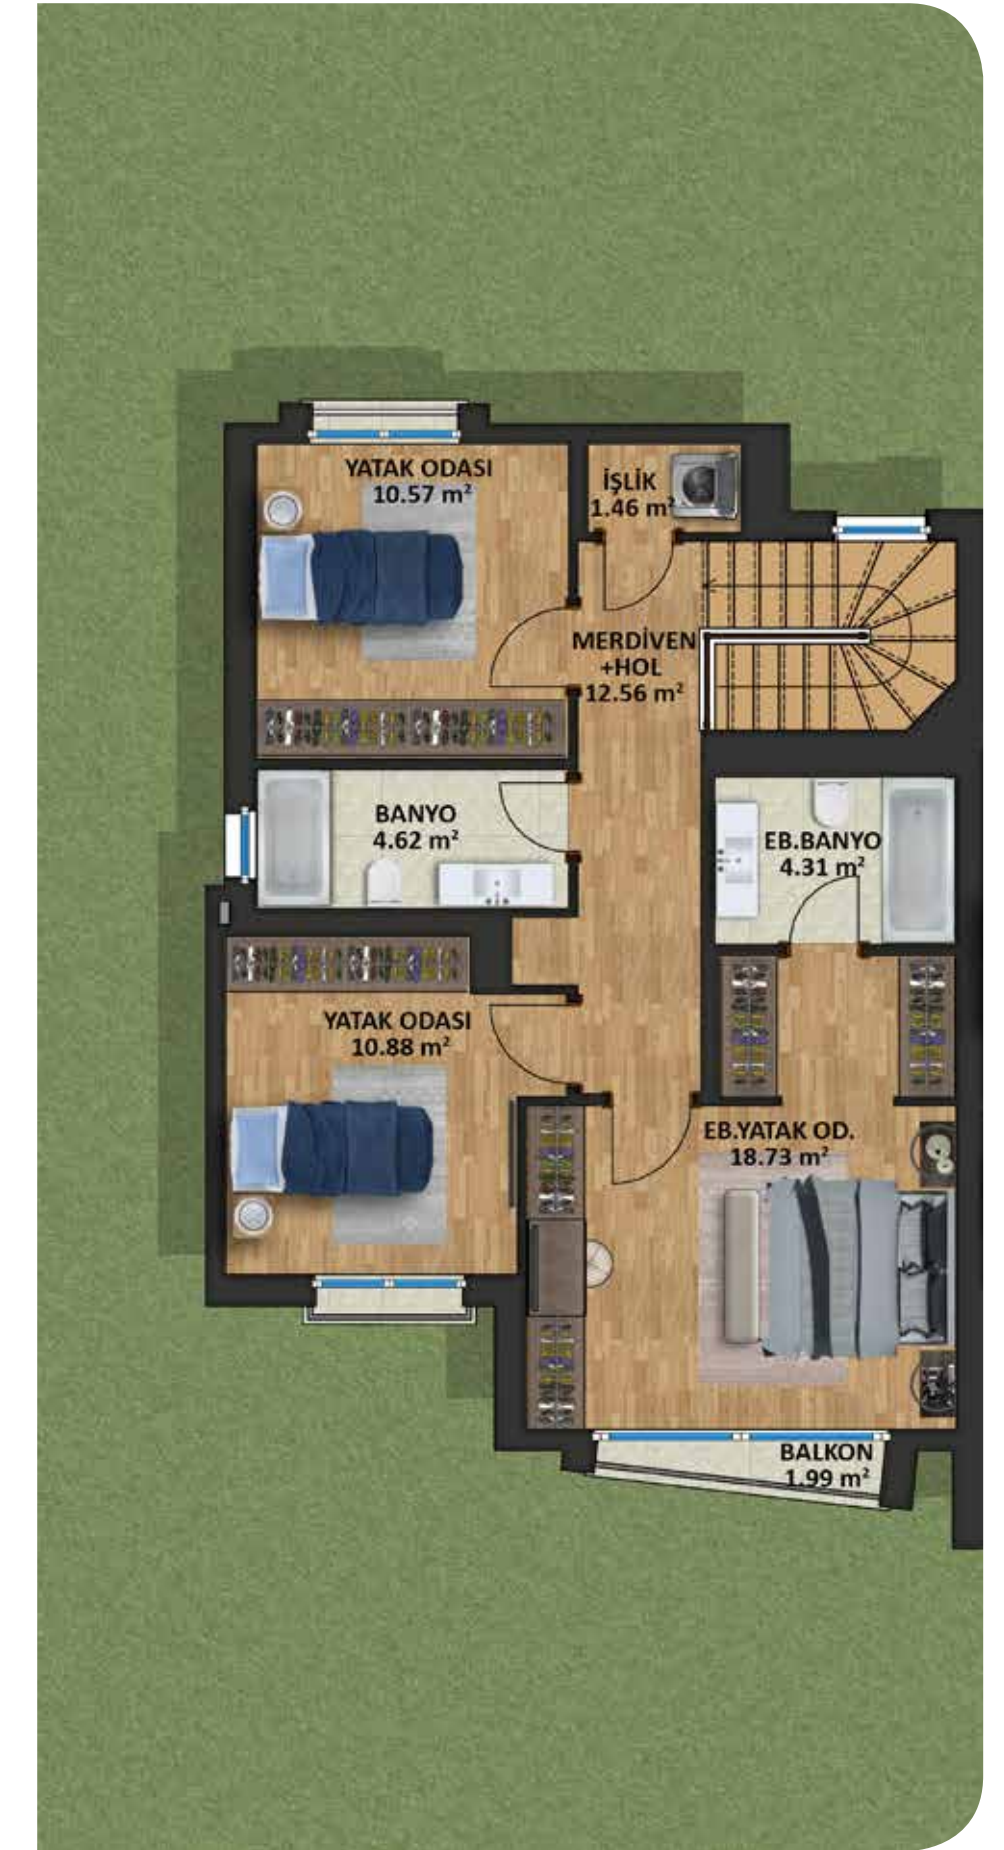 YATAK ODASI
10.57 m²
İŞLİK
1.46 m²
MERDİVEN
+HOL
12.56 m²
BANYO
4.62 m²
EB.BANYO
4.31 m²
YATAK ODASI
10.88 m²
EB.YATAK OD.
18.73 m²
BALKON
1.99 m²